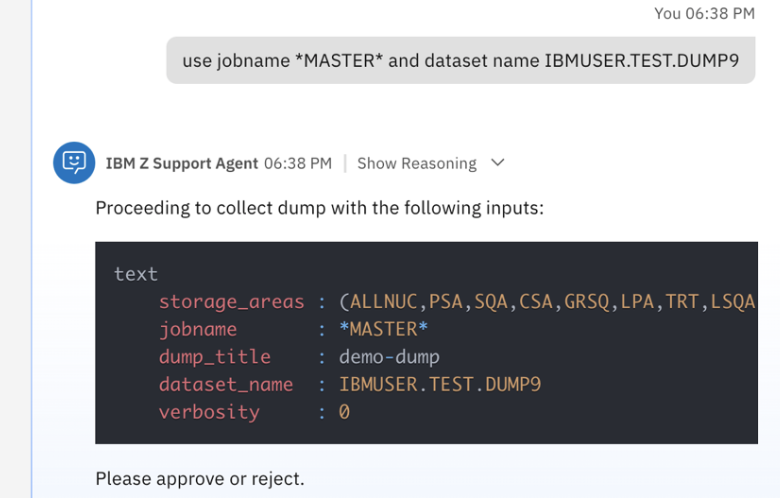 You 06:38 PM
use jobname *MASTER* and dataset name IBMUSER.TEST.DUMP9
IBM Z Support Agent 06:38 PM | Show Reasoning
Proceeding to collect dump with the following inputs:
text
storage_areas : (ALLNUC,PSA,SQA,CSA,GRSQ,LPA,TRT,LSQA
jobname : *MASTER*
dump_title : demo-dump
dataset_name : IBMUSER.TEST.DUMP9
verbosity : 0
Please approve or reject.